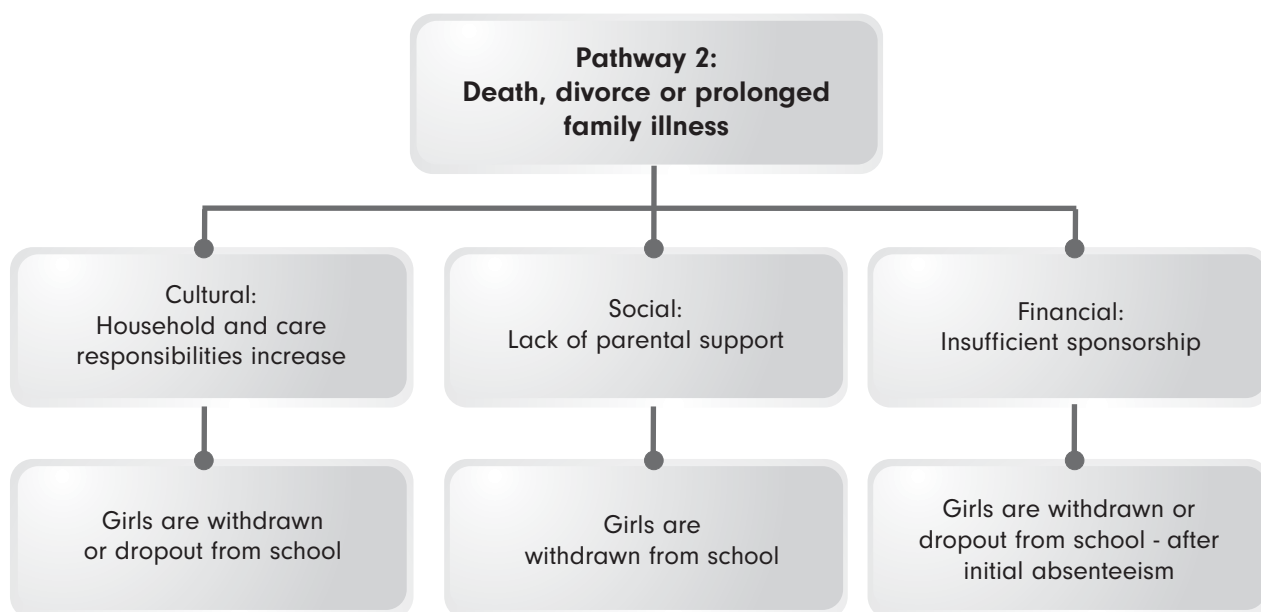 Pathway 2:
Death, divorce or prolonged
family illness
Cultural:
Household and care
responsibilities increase
Social:
Lack of parental support
Financial:
Insufficient sponsorship
Girls are withdrawn
or dropout from school
Girls are
withdrawn from school
Girls are withdrawn or
dropout from school - after
initial absenteeism